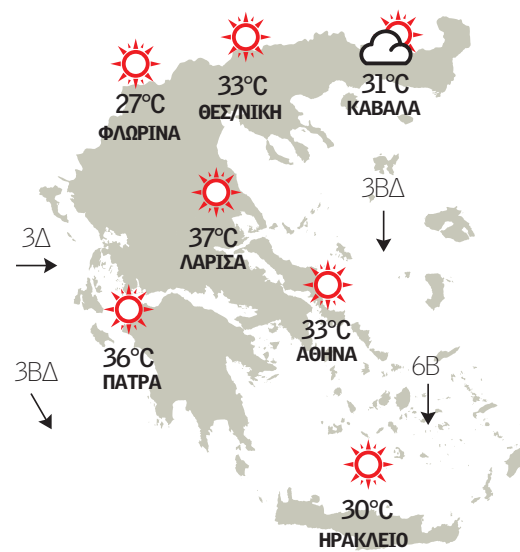 33°C
ΘΕΣ/ΝΙΚΗ
31°C
ΚΑΒΑΛΑ
27°C
ΦΛΩΡΙΝΑ
3ΒΔ
37°C
ΛΑΡΙΣΑ
3Δ
33°C
ΑΘΗΝΑ
36°C
ΠΑΤΡΑ
3ΒΔ
6Β
30°C
ΗΡΑΚΛΕΙΟ